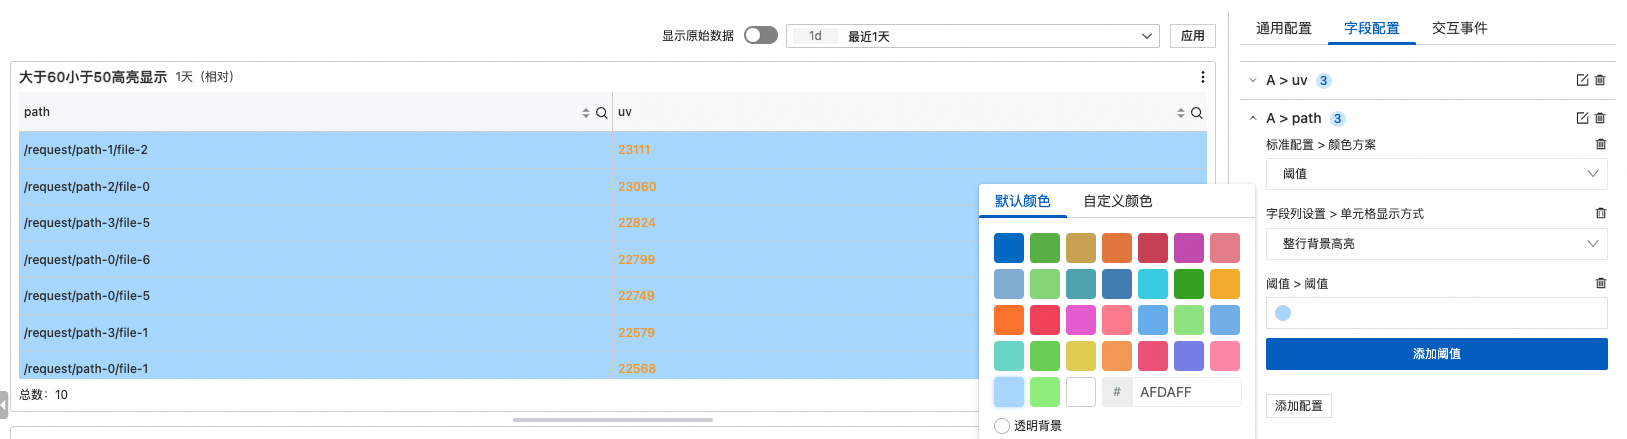 显示原始数据 1d 最近1天 应用
大于60小于50高亮显示 1天 (相对)
path uv
/request/path-1/file-2 23111
/request/path-2/file-0 23060
/request/path-3/file-5 22824
/request/path-0/file-6 22799
/request/path-0/file-5 22749
/request/path-3/file-1 22579
/request/path-0/file-1 22568
总数: 10
默认颜色 自定义颜色
# AFDAFF
透明背景
通用配置 字段配置 交互事件
A > uv 3
A > path 3
标准配置 > 颜色方案
阈值
字段列设置 > 单元格显示方式
整行背景高亮
阈值 > 阈值
添加阈值
添加配置